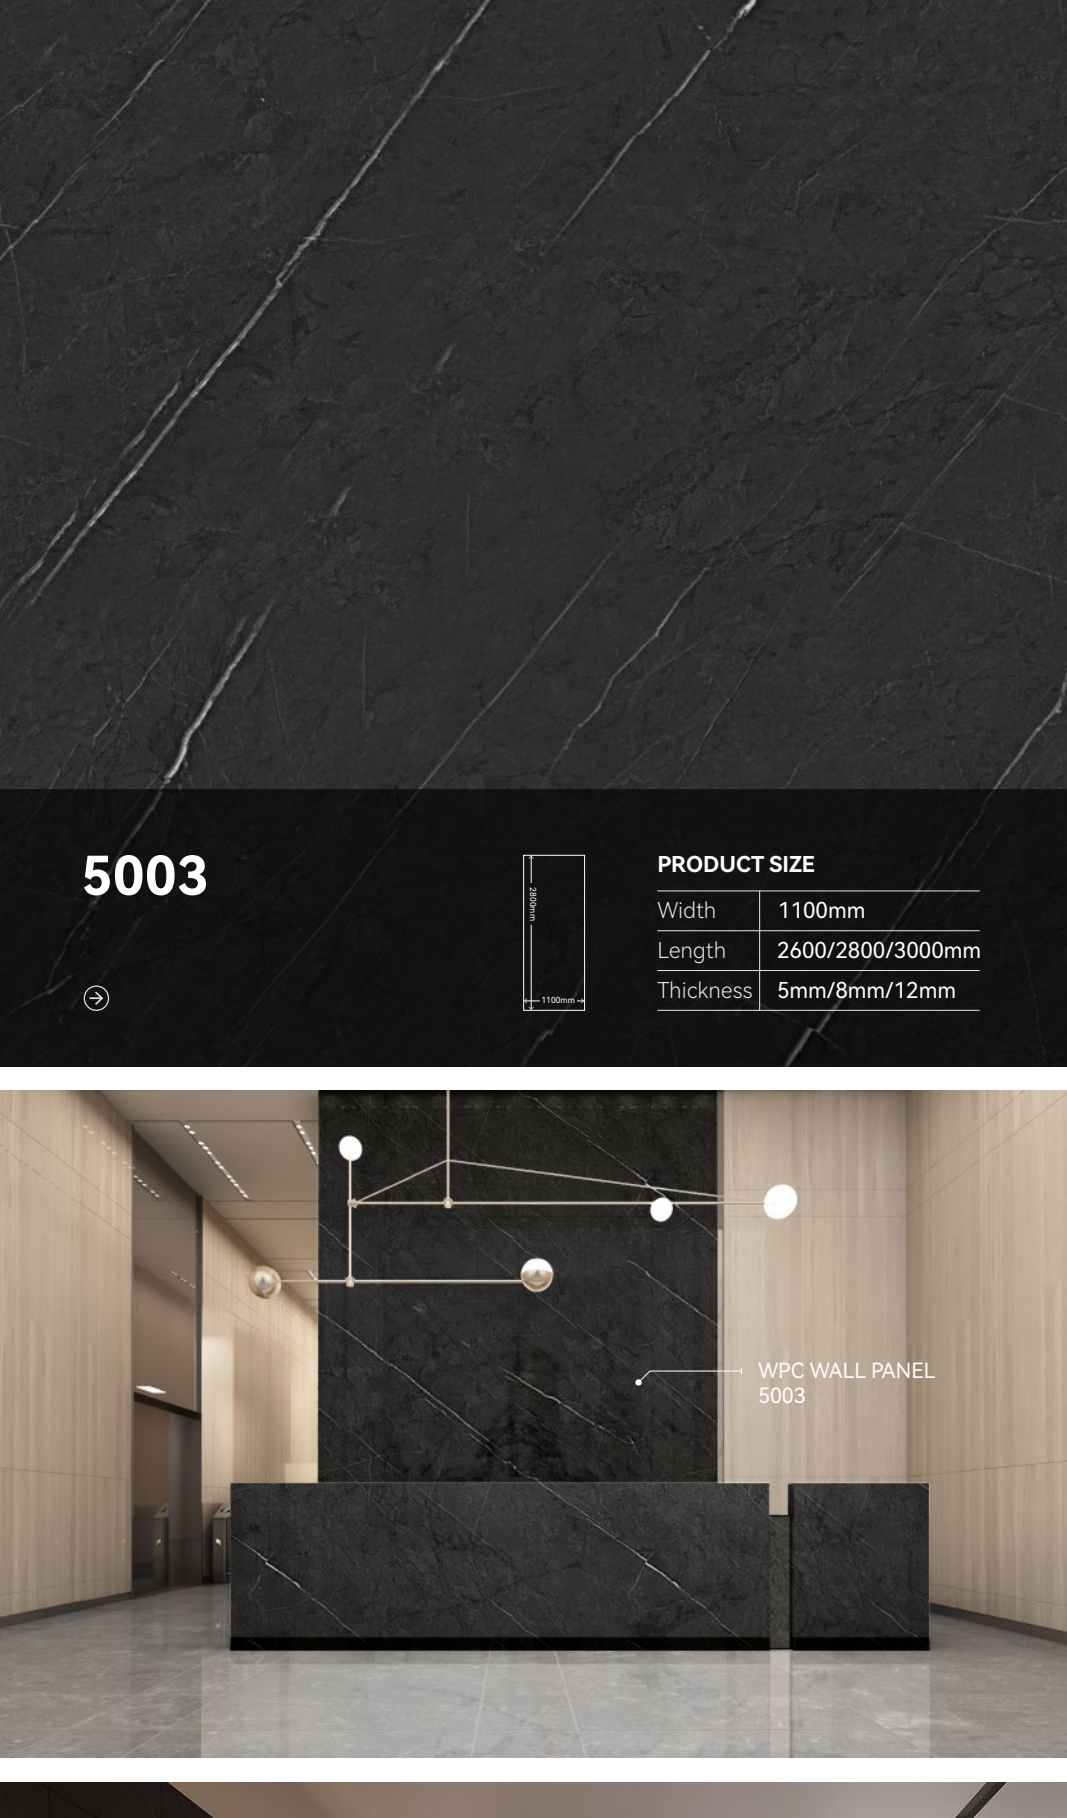 5003
2800mm
1100mm
PRODUCT SIZE
Width 1100mm
Length 2600/2800/3000mm
Thickness 5mm/8mm/12mm
WPC WALL PANEL
5003